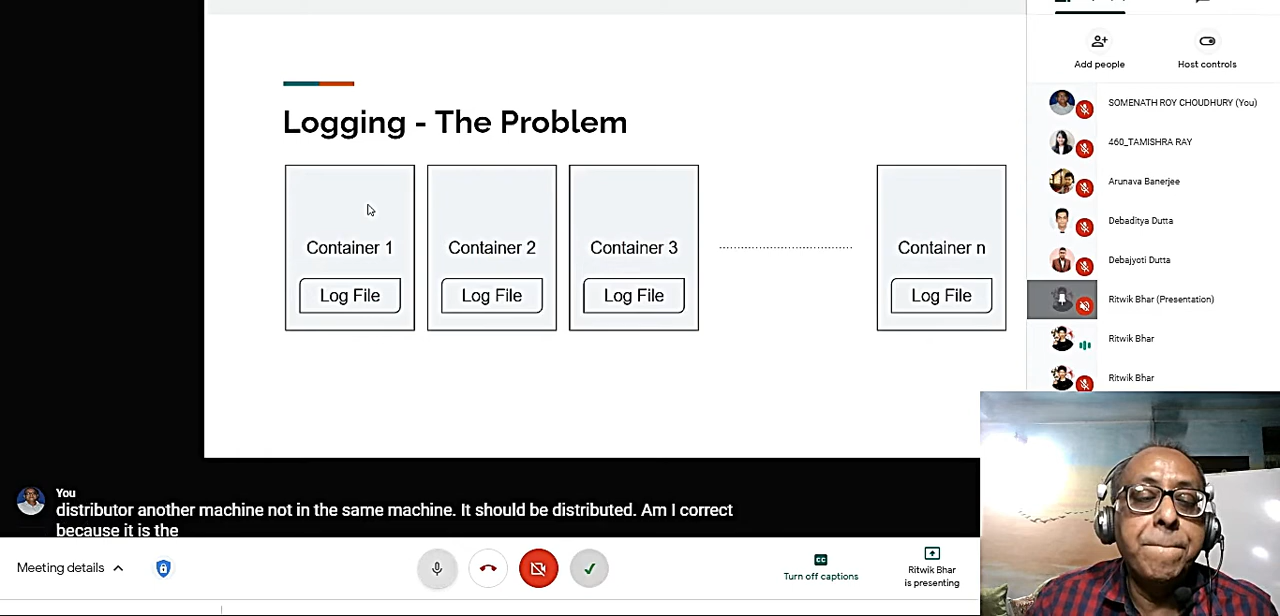 Logging - The Problem
Container 1
Log File
Container 2
Log File
Container 3
Log File
Container n
Log File
Add people
Host controls
SOMENATH ROY CHOUDHURY (You)
460_TAMISHRA RAY
Arunava Banerjee
Debaditya Dutta
Debajyoti Dutta
Ritwik Bhar (Presentation)
Ritwik Bhar
Ritwik Bhar
You
distributor another machine not in the same machine. It should be distributed. Am I correct
because it is the
Meeting details
CC
Turn off captions
Ritwik Bhar
is presenting